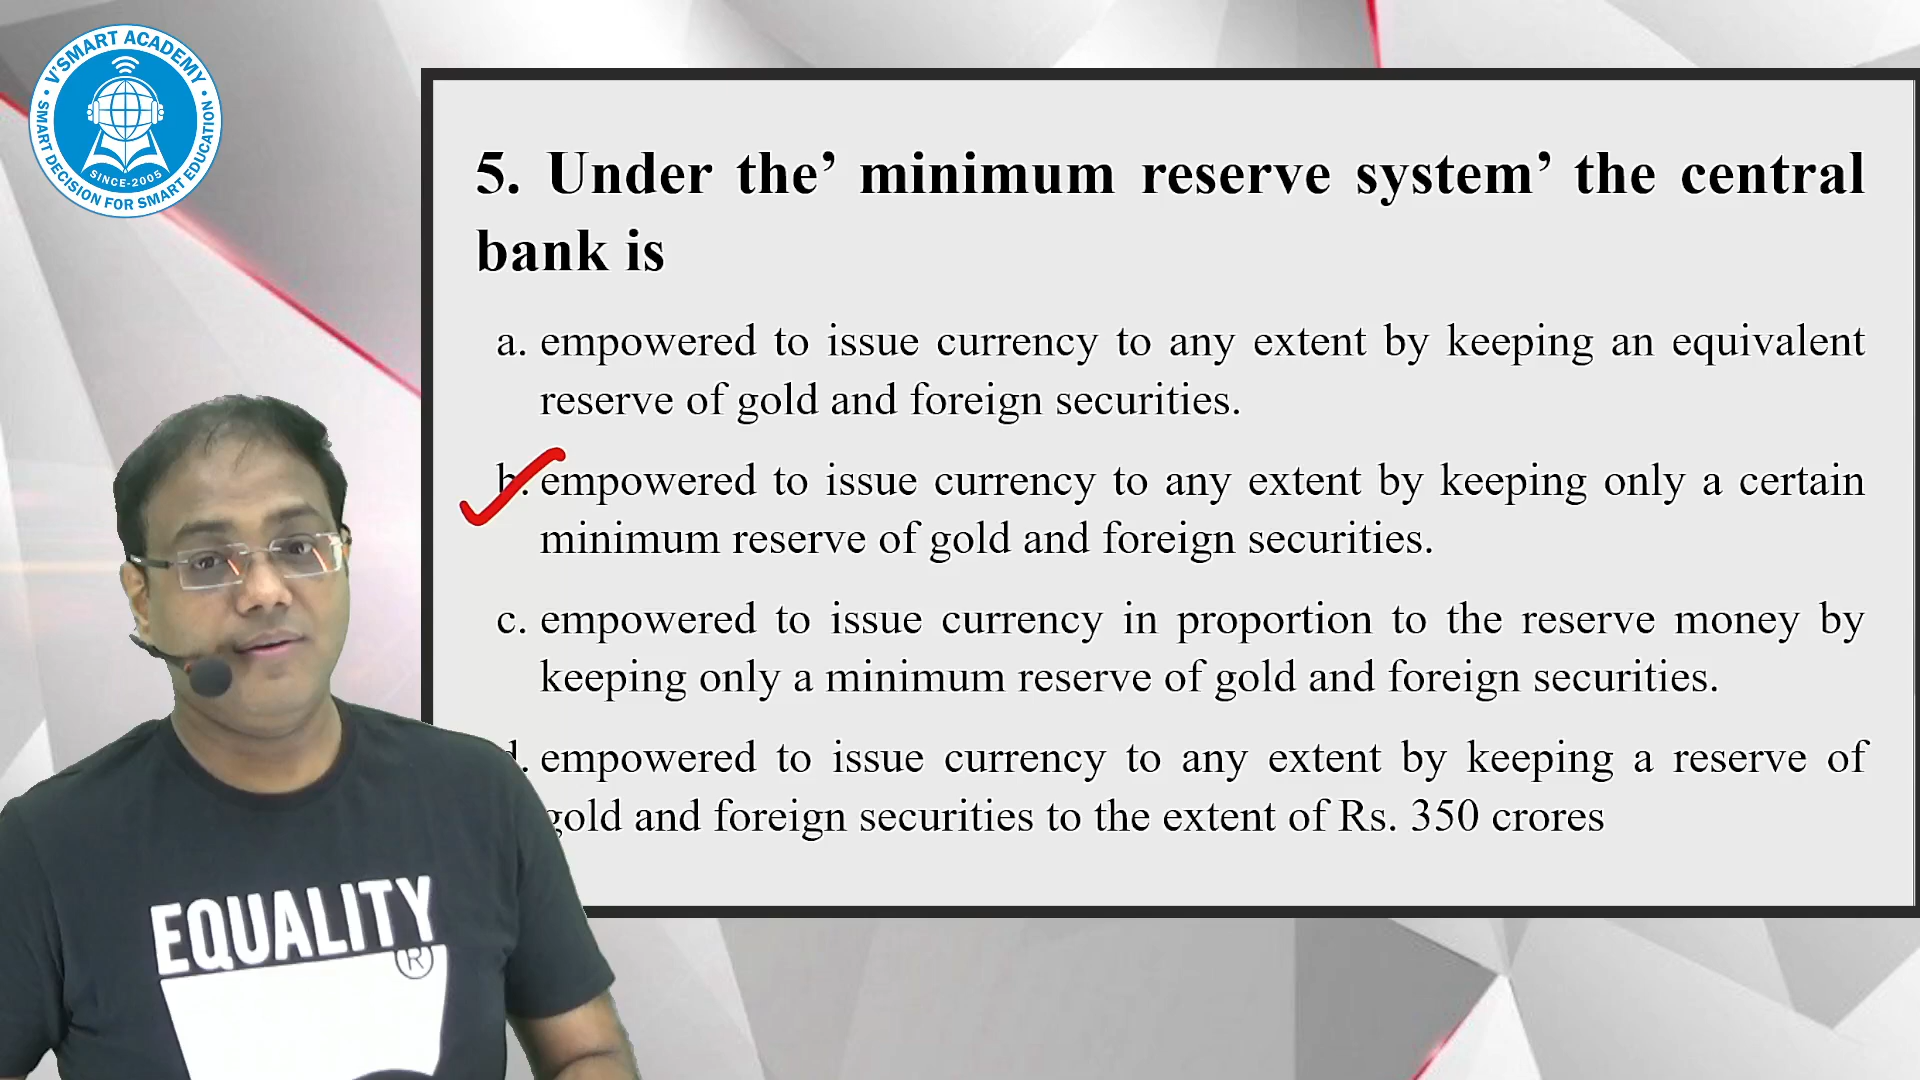 V'SMART ACADEMY
SMART DECISION FOR SMART EDUCATION
SINCE-2005
5. Under the’ minimum reserve system’ the central
bank is
a. empowered to issue currency to any extent by keeping an equivalent
reserve of gold and foreign securities.
b. empowered to issue currency to any extent by keeping only a certain
minimum reserve of gold and foreign securities.
c. empowered to issue currency in proportion to the reserve money by
keeping only a minimum reserve of gold and foreign securities.
d. empowered to issue currency to any extent by keeping a reserve of
gold and foreign securities to the extent of Rs. 350 crores
EQUALITY
R